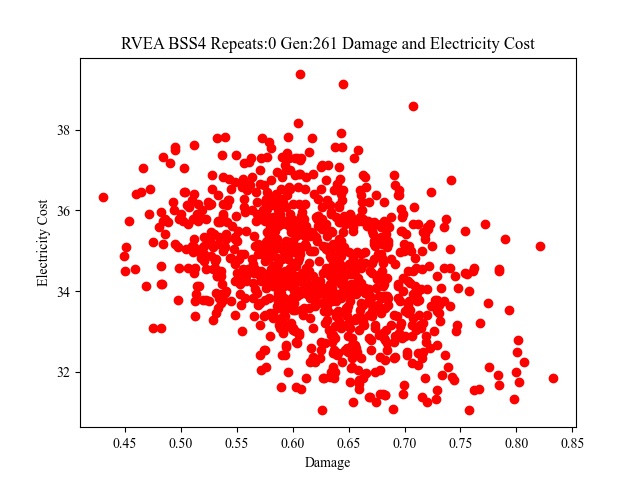 RVEA BSS4 Repeats:0 Gen:261 Damage and Electricity Cost
38
36
34
32
Electricity Cost
0.45 0.50 0.55 0.60 0.65 0.70 0.75 0.80 0.85
Damage